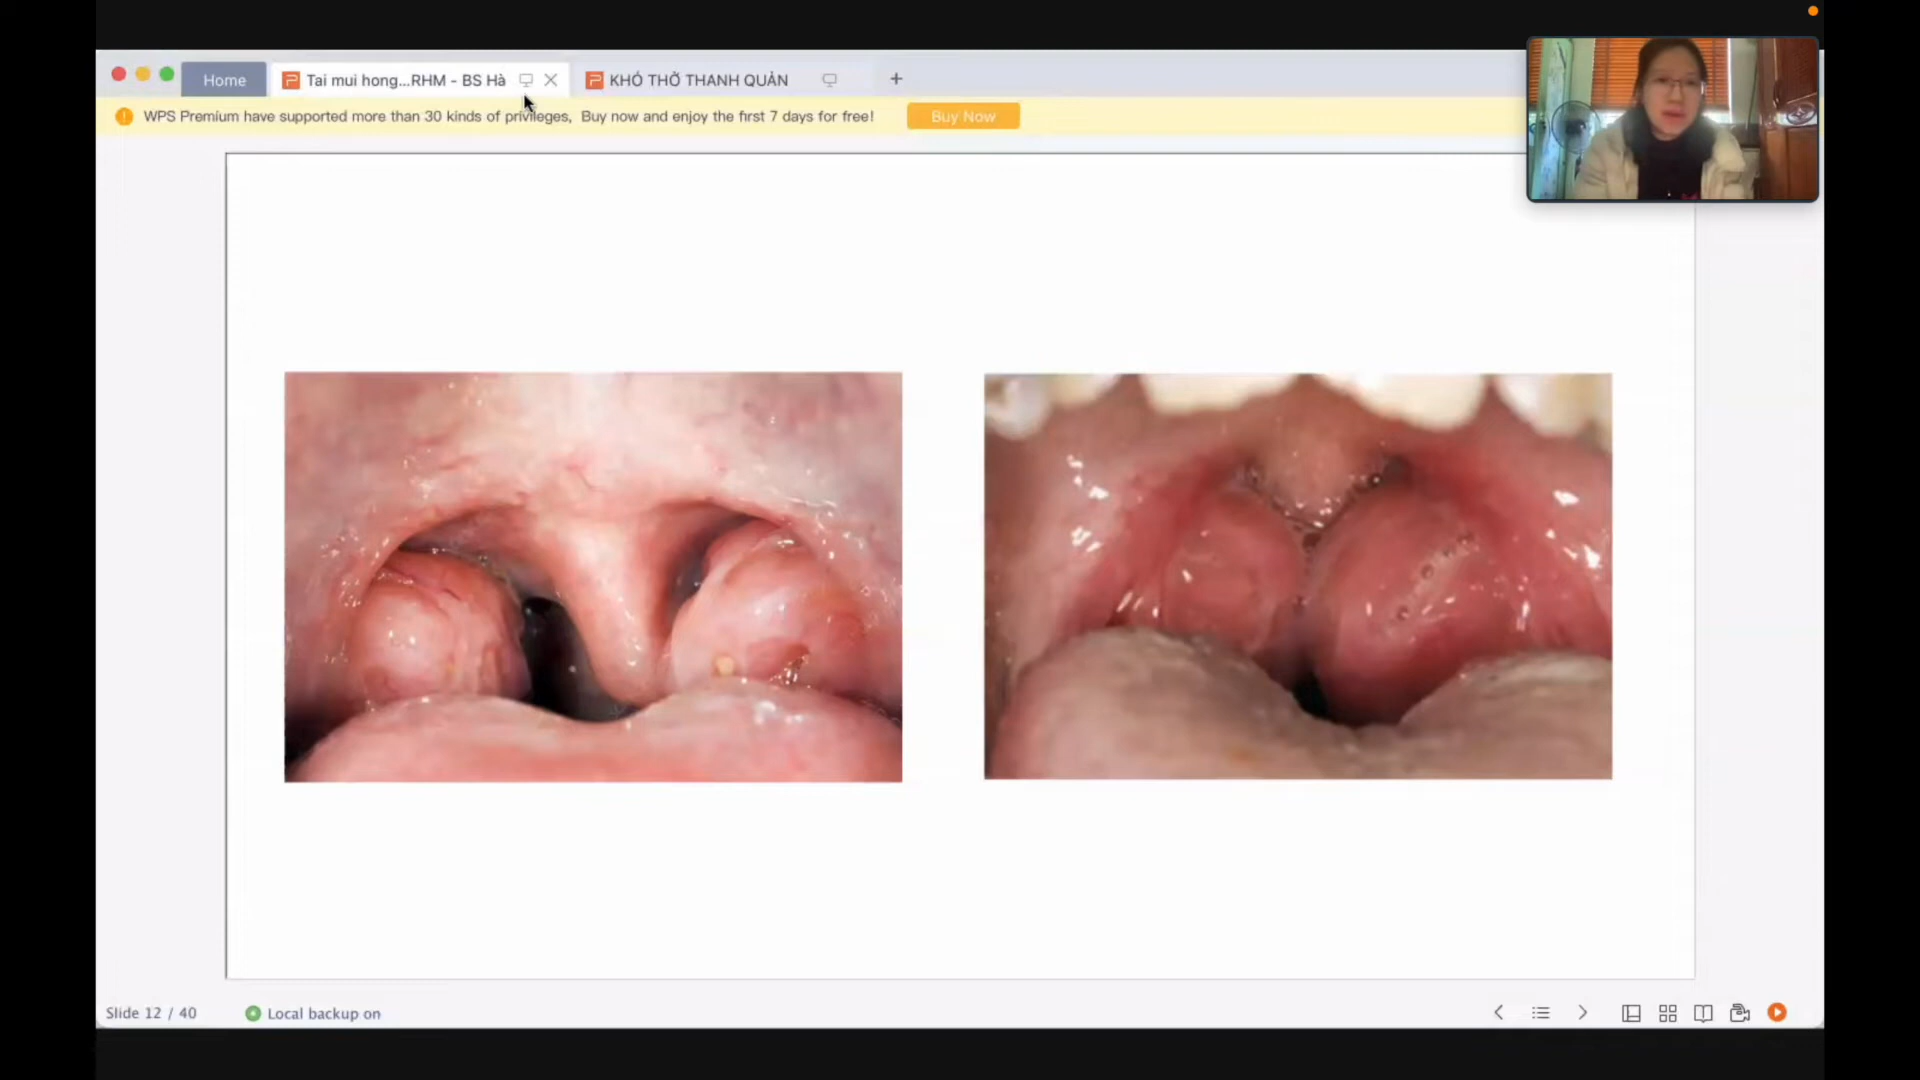 Home
Tai mui hong...RHM - BS Hà
KHÓ THỞ THANH QUẢN
WPS Premium have supported more than 30 kinds of privileges, Buy now and enjoy the first 7 days for free!
Buy Now
Slide 12 / 40
Local backup on